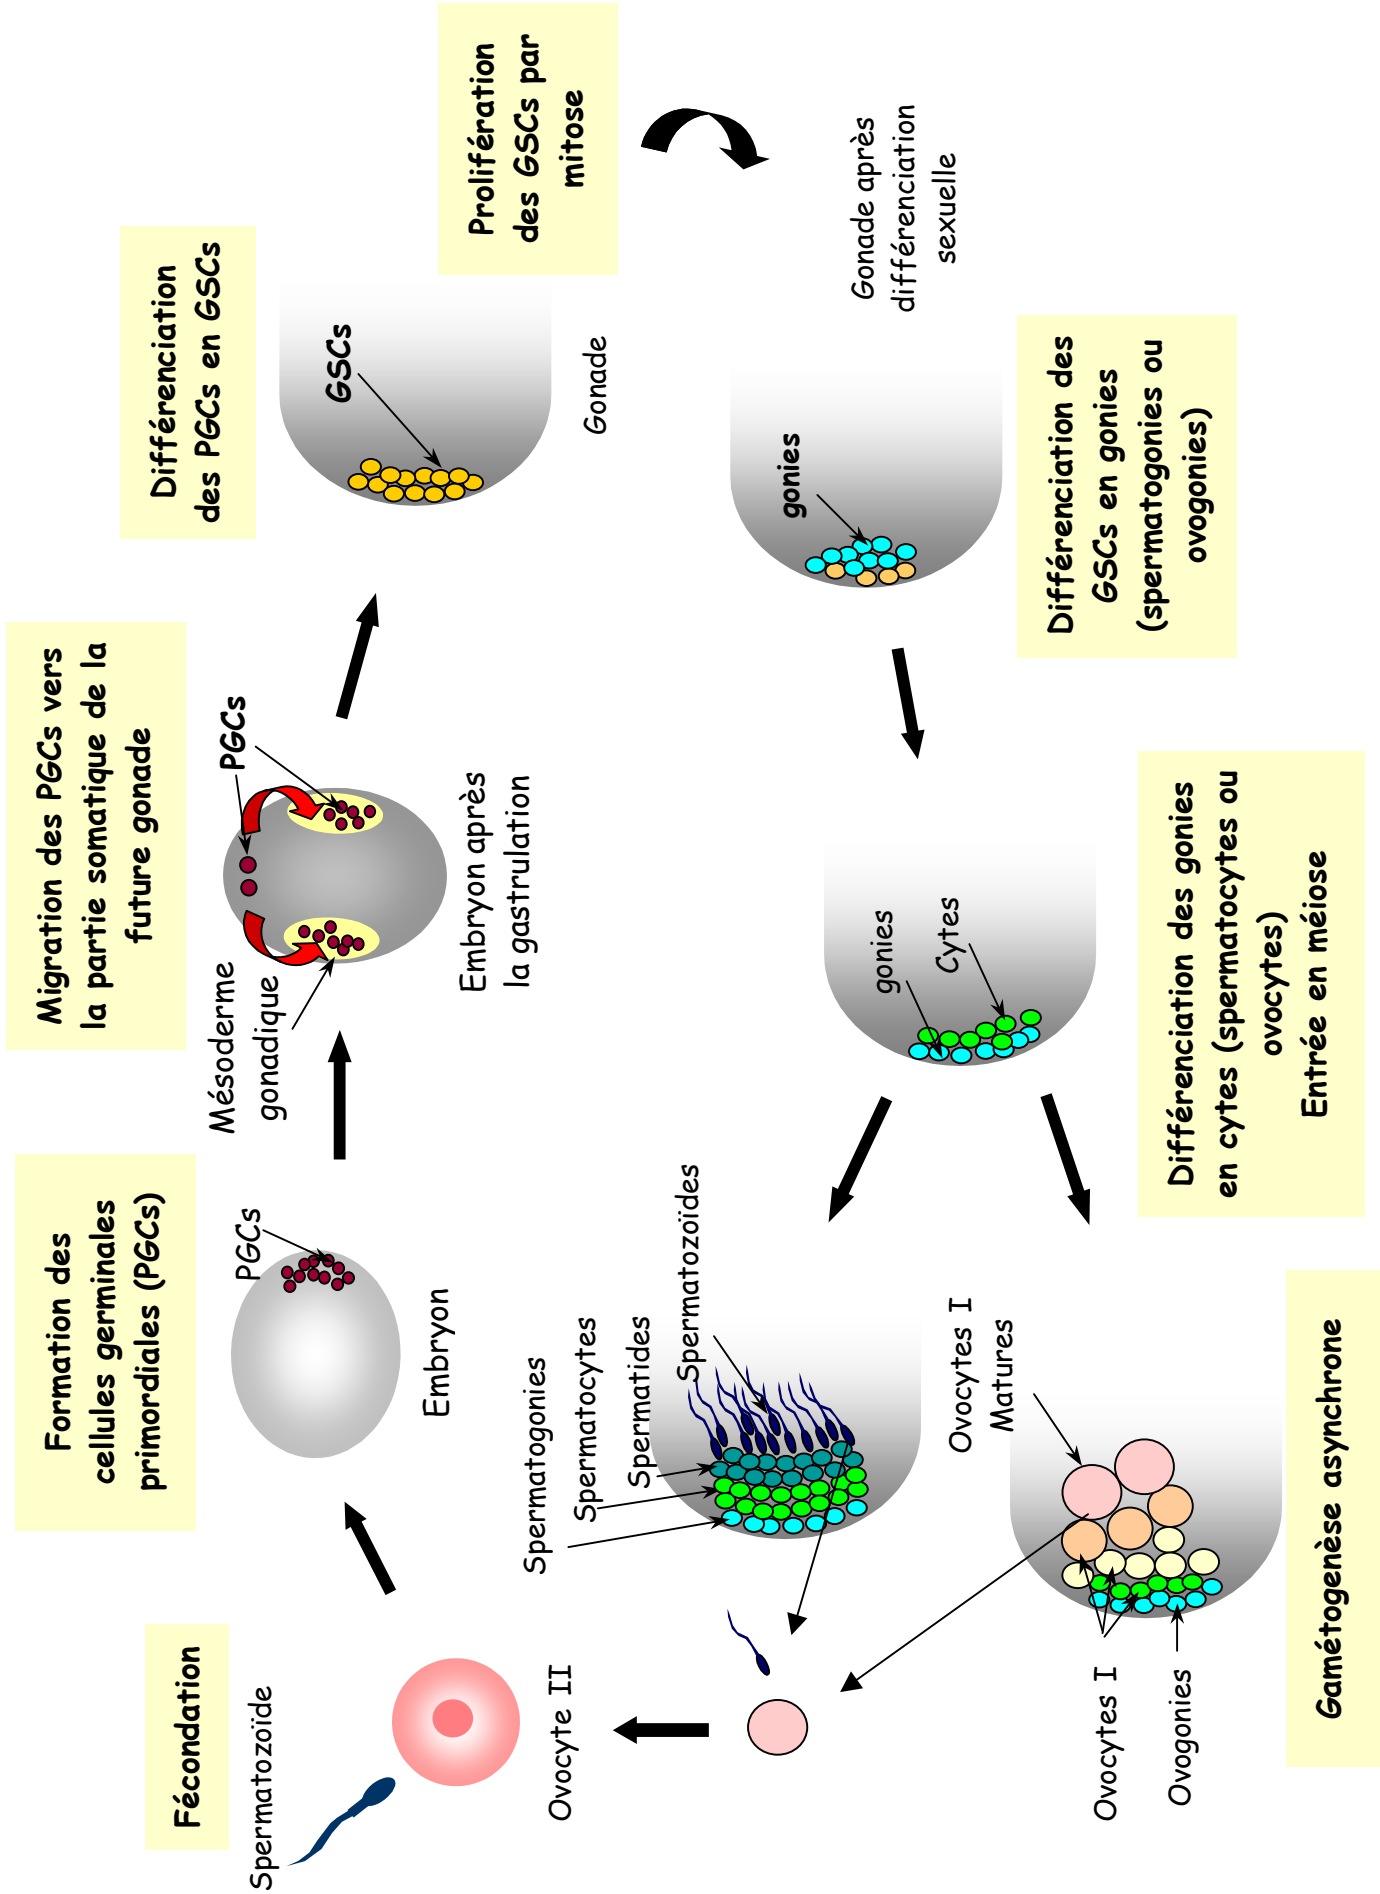 Fécondation
Spermatozoïde
Ovocyte II
Formation des
cellules germinales
primordiales (PGCs)
PGCs
Embryon
Migration des PGCs vers
la partie somatique de la
future gonade
Mésoderme
gonadique
PGCs
Embryon après
la gastrulation
Différenciation
des PGCs en GSCs
GSCs
Gonade
Prolifération
des GSCs par
mitose
Gonade après
différenciation
sexuelle
gonies
Différenciation des
GSCs en gonies
(spermatogonies ou
ovogonies)
gonies
Cytes
Différenciation des gonies
en cytes (spermatocytes ou
ovocytes)
Entrée en méiose
Spermatogonies
Spermatocytes
Spermatides
Spermatozoïdes
Ovocytes I
Matures
Ovocytes I
Ovogonies
Gamétogenèse asynchrone